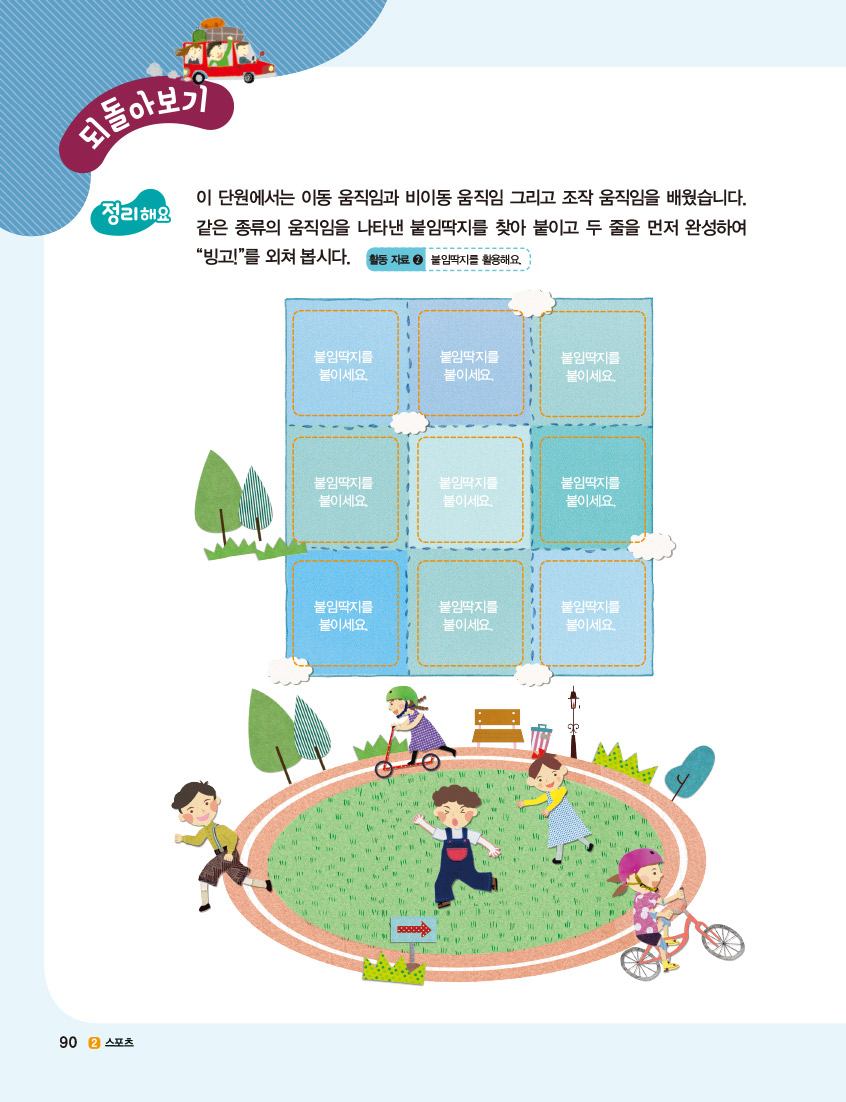 되돌아보기
정리해요
이 단원에서는 이동 움직임과 비이동 움직임 그리고 조작 움직임을 배웠습니다.
같은 종류의 움직임을 나타낸 붙임딱지를 찾아 붙이고 두 줄을 먼저 완성하여
“빙고!”를 외쳐 봅시다. 활동 자료 ❷ 붙임딱지를 활용해요.
붙임딱지를
붙이세요.
붙임딱지를
붙이세요.
붙임딱지를
붙이세요.
붙임딱지를
붙이세요.
붙임딱지를
붙이세요.
붙임딱지를
붙이세요.
붙임딱지를
붙이세요.
붙임딱지를
붙이세요.
붙임딱지를
붙이세요.
90 2 스포츠